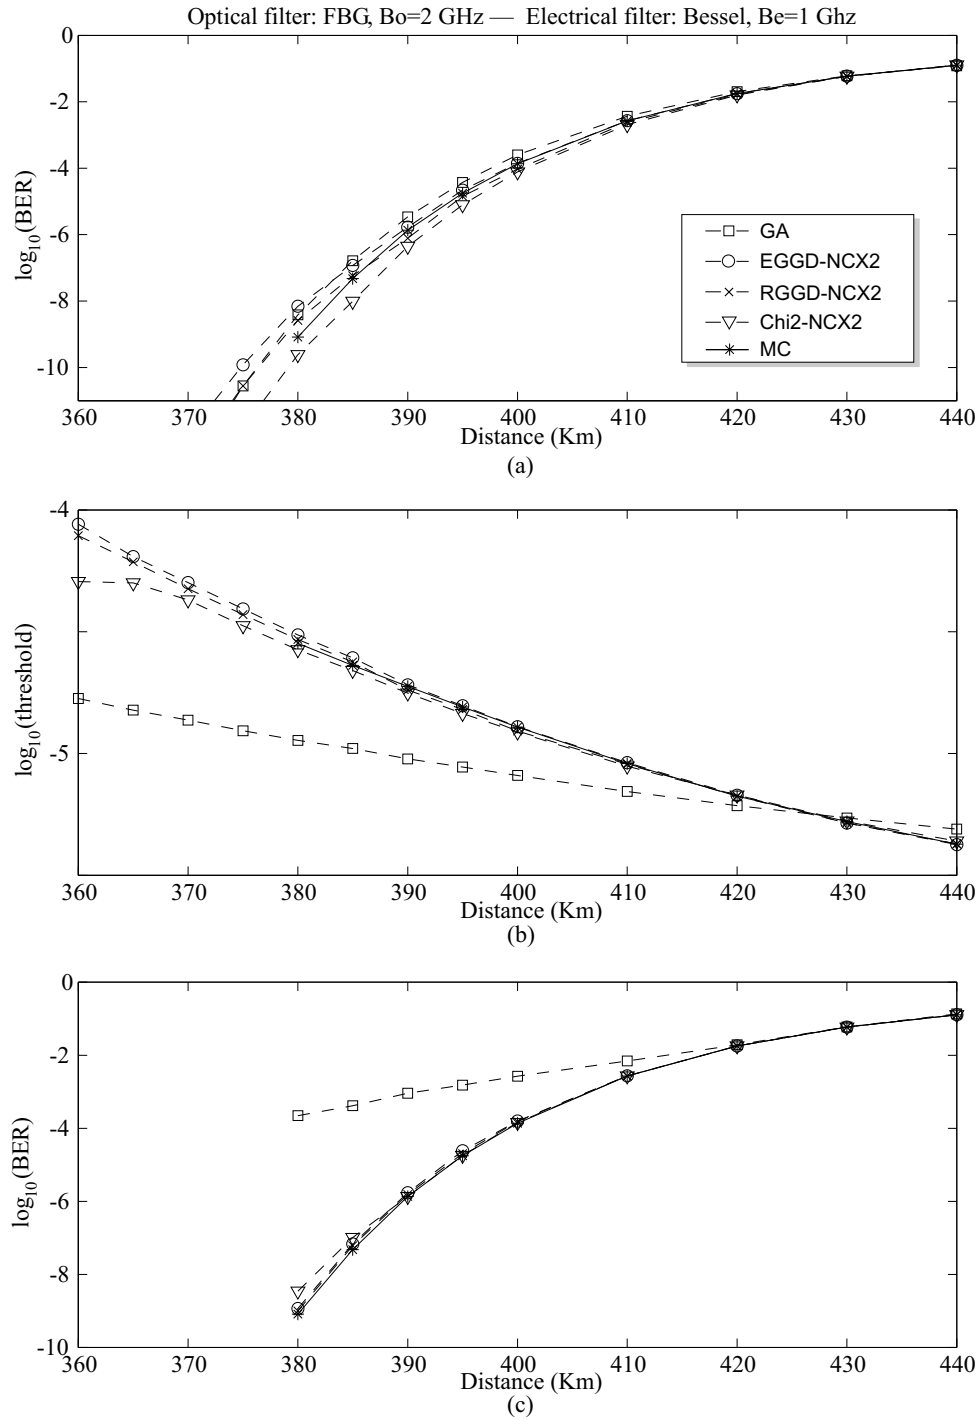 Optical filter: FBG, Bo=2 GHz — Electrical filter: Bessel, Be=1 Ghz
0
-2
-4
-6
-8
-10
log10(BER)
GA
EGGD-NCX2
RGGD-NCX2
Chi2-NCX2
MC
360 370 380 390 400 410 420 430 440
Distance (Km)
(a)
-4
-5
log10(threshold)
360 370 380 390 400 410 420 430 440
Distance (Km)
(b)
0
-2
-4
-6
-8
-10
log10(BER)
360 370 380 390 400 410 420 430 440
Distance (Km)
(c)